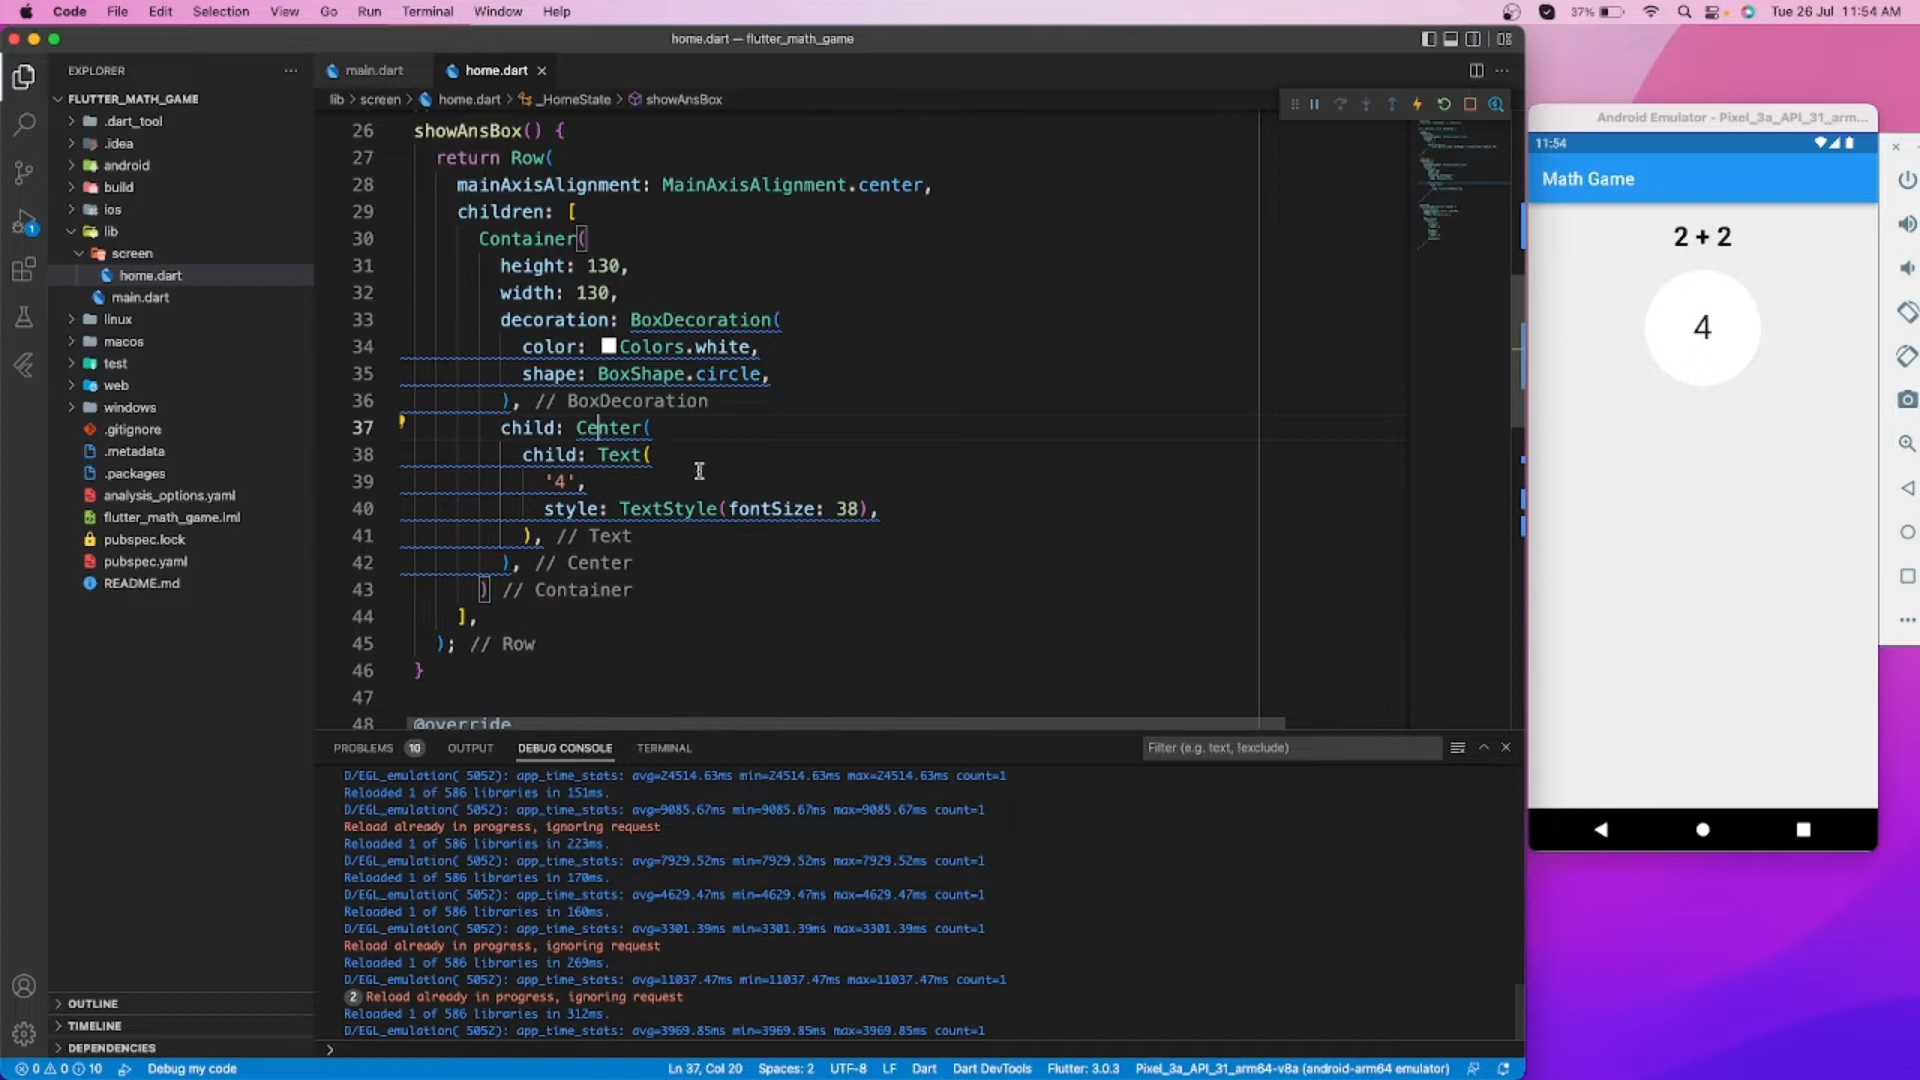 Code File Edit Selection View Go Run Terminal Window Help
37% Tue 26 Jul 11:54 AM
home.dart — flutter_math_game
EXPLORER
FLUTTER_MATH_GAME
.dart_tool
.idea
android
build
ios
lib
screen
home.dart
main.dart
linux
macos
test
web
windows
.gitignore
.metadata
.packages
analysis_options.yaml
flutter_math_game.iml
pubspec.lock
pubspec.yaml
README.md
OUTLINE
TIMELINE
DEPENDENCIES
1
main.dart home.dart
lib > screen > home.dart > _HomeState > showAnsBox
26 showAnsBox() {
27 return Row(
28 mainAxisAlignment: MainAxisAlignment.center,
29 children: [
30 Container(
31 height: 130,
32 width: 130,
33 decoration: BoxDecoration(
34 color: Colors.white,
35 shape: BoxShape.circle,
36 ), // BoxDecoration
37 child: Center(
38 child: Text(
39 '4',
40 style: TextStyle(fontSize: 38),
41 ), // Text
42 ), // Center
43 ) // Container
44 ],
45 ); // Row
46 }
47
48 @override
PROBLEMS 10 OUTPUT DEBUG CONSOLE TERMINAL
Filter (e.g. text, !exclude)
D/EGL_emulation( 5052): app_time_stats: avg=24514.63ms min=24514.63ms max=24514.63ms count=1
Reloaded 1 of 586 libraries in 151ms.
D/EGL_emulation( 5052): app_time_stats: avg=9085.67ms min=9085.67ms max=9085.67ms count=1
Reload already in progress, ignoring request
Reloaded 1 of 586 libraries in 223ms.
D/EGL_emulation( 5052): app_time_stats: avg=7929.52ms min=7929.52ms max=7929.52ms count=1
Reloaded 1 of 586 libraries in 170ms.
D/EGL_emulation( 5052): app_time_stats: avg=4629.47ms min=4629.47ms max=4629.47ms count=1
Reloaded 1 of 586 libraries in 160ms.
D/EGL_emulation( 5052): app_time_stats: avg=3301.39ms min=3301.39ms max=3301.39ms count=1
Reload already in progress, ignoring request
Reloaded 1 of 586 libraries in 269ms.
D/EGL_emulation( 5052): app_time_stats: avg=11037.47ms min=11037.47ms max=11037.47ms count=1
2 Reload already in progress, ignoring request
Reloaded 1 of 586 libraries in 312ms.
D/EGL_emulation( 5052): app_time_stats: avg=3969.85ms min=3969.85ms max=3969.85ms count=1
>
0 0 10 Debug my code
Ln 37, Col 20 Spaces: 2 UTF-8 LF Dart Dart DevTools Flutter: 3.0.3 Pixel_3a_API_31_arm64-v8a (android-arm64 emulator)
Android Emulator - Pixel_3a_API_31_arm...
11:54
Math Game
2 + 2
4